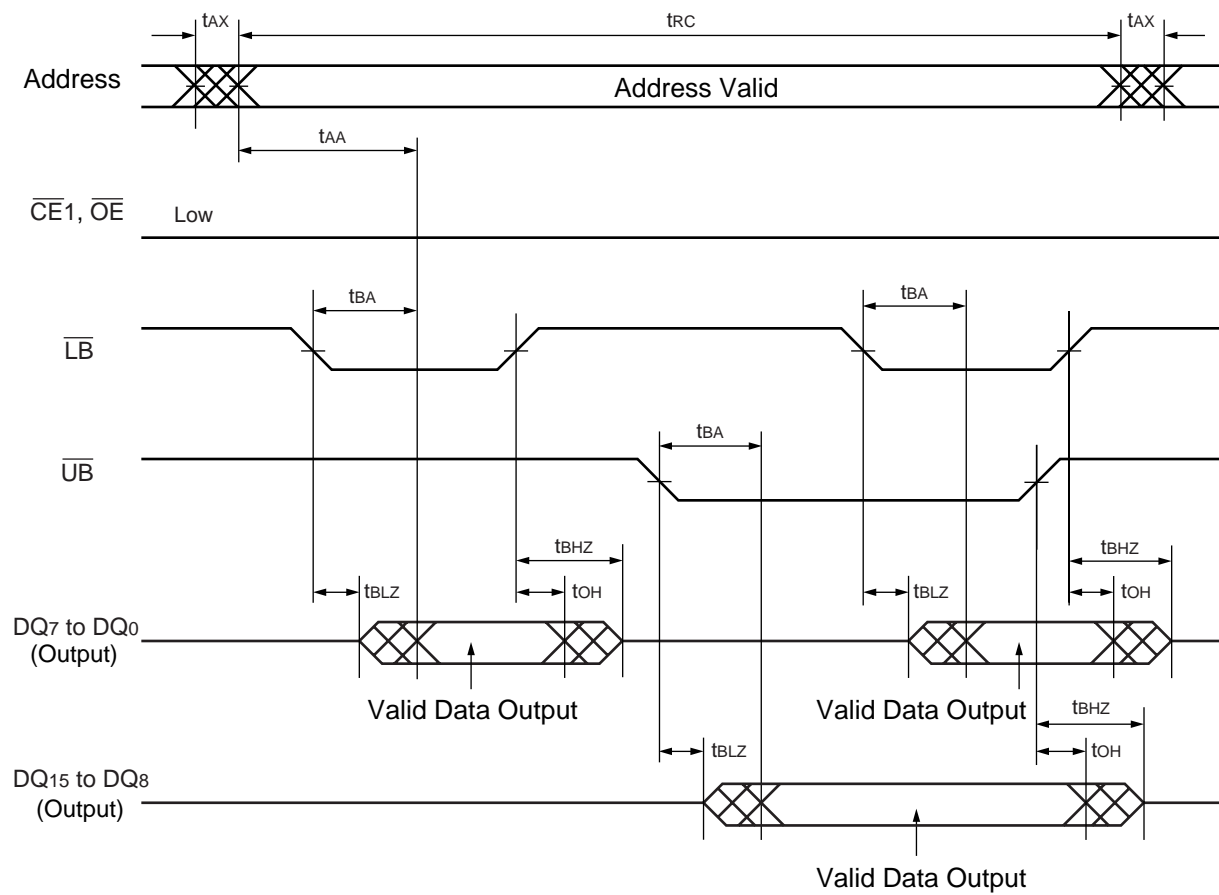 tAX tRC tAX
Address Address Valid
tAA
CE1, OE Low
tBA tBA
LB
tBA
UB
tBHZ tBHZ
tBLZ tOH tBLZ tOH
DQ7 to DQ0
(Output)
Valid Data Output Valid Data Output
tBHZ
tBLZ tOH
DQ15 to DQ8
(Output)
Valid Data Output